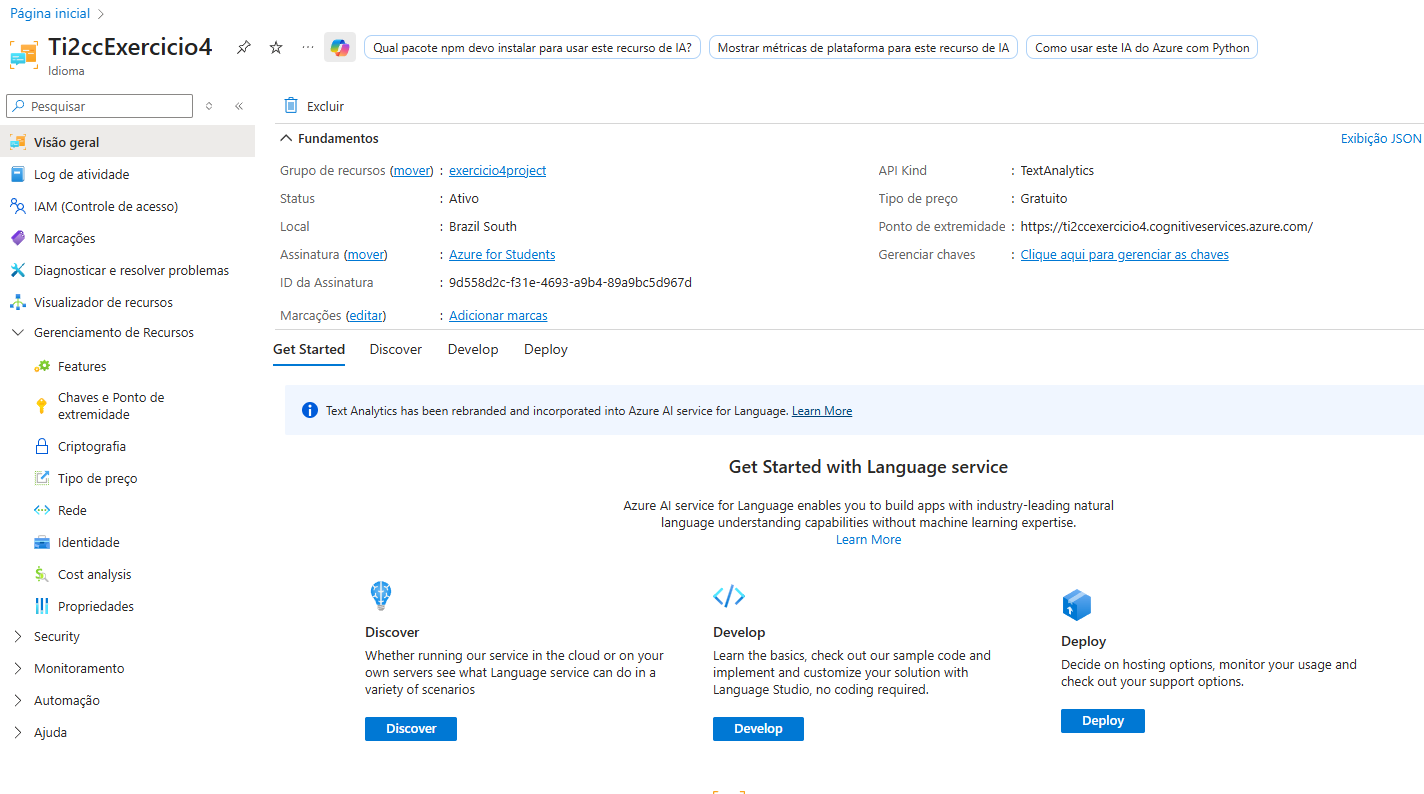 Página inicial
Ti2ccExercicio4
Idioma
Qual pacote npm devo instalar para usar este recurso de IA?
Mostrar métricas de plataforma para este recurso de IA
Como usar este IA do Azure com Python
Pesquisar
Visão geral
Log de atividade
IAM (Controle de acesso)
Marcações
Diagnosticar e resolver problemas
Visualizador de recursos
Gerenciamento de Recursos
Features
Chaves e Ponto de
extremidade
Criptografia
Tipo de preço
Rede
Identidade
Cost analysis
Propriedades
Security
Monitoramento
Automação
Ajuda
Excluir
Fundamentos
Exibição JSON
Grupo de recursos (mover) : exercicio4project
Status : Ativo
Local : Brazil South
Assinatura (mover) : Azure for Students
ID da Assinatura : 9d558d2c-f31e-4693-a9b4-89a9bc5d967d
Marcações (editar) : Adicionar marcas
API Kind : TextAnalytics
Tipo de preço : Gratuito
Ponto de extremidade : https://ti2ccexercicio4.cognitiveservices.azure.com/
Gerenciar chaves : Clique aqui para gerenciar as chaves
Get Started Discover Develop Deploy
Text Analytics has been rebranded and incorporated into Azure AI service for Language. Learn More
Get Started with Language service
Azure AI service for Language enables you to build apps with industry-leading natural
language understanding capabilities without machine learning expertise.
Learn More
Discover
Whether running our service in the cloud or on your
own servers see what Language service can do in a
variety of scenarios
Discover
Develop
Learn the basics, check out our sample code and
implement and customize your solution with
Language Studio, no coding required.
Develop
Deploy
Decide on hosting options, monitor your usage and
check out your support options.
Deploy